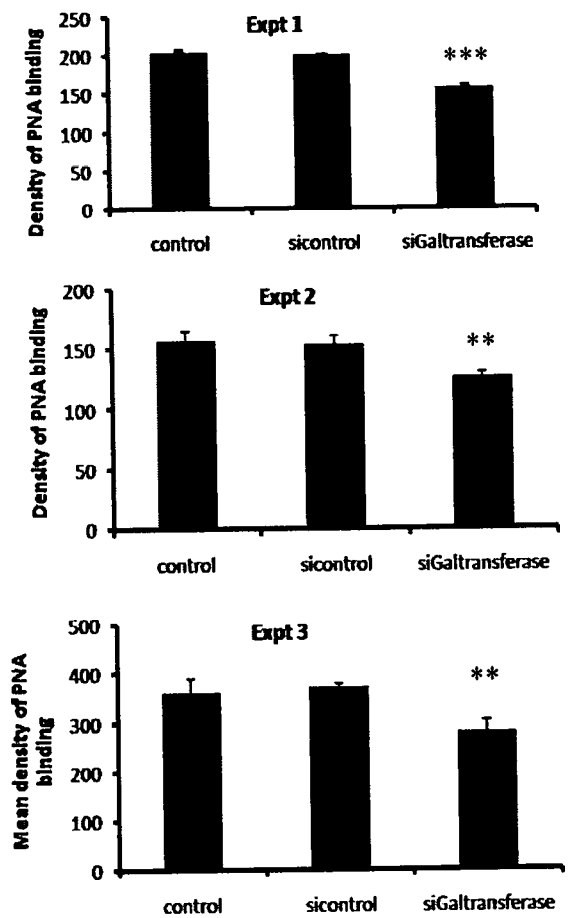 Expt 1
Density of PNA binding
250
200
150
100
50
0
***
control sicontrol siGaltransferase
Expt 2
Density of PNA binding
200
150
100
50
0
**
control sicontrol siGaltransferase
Expt 3
Mean density of PNA
binding
500
400
300
200
100
0
**
control sicontrol siGaltransferase